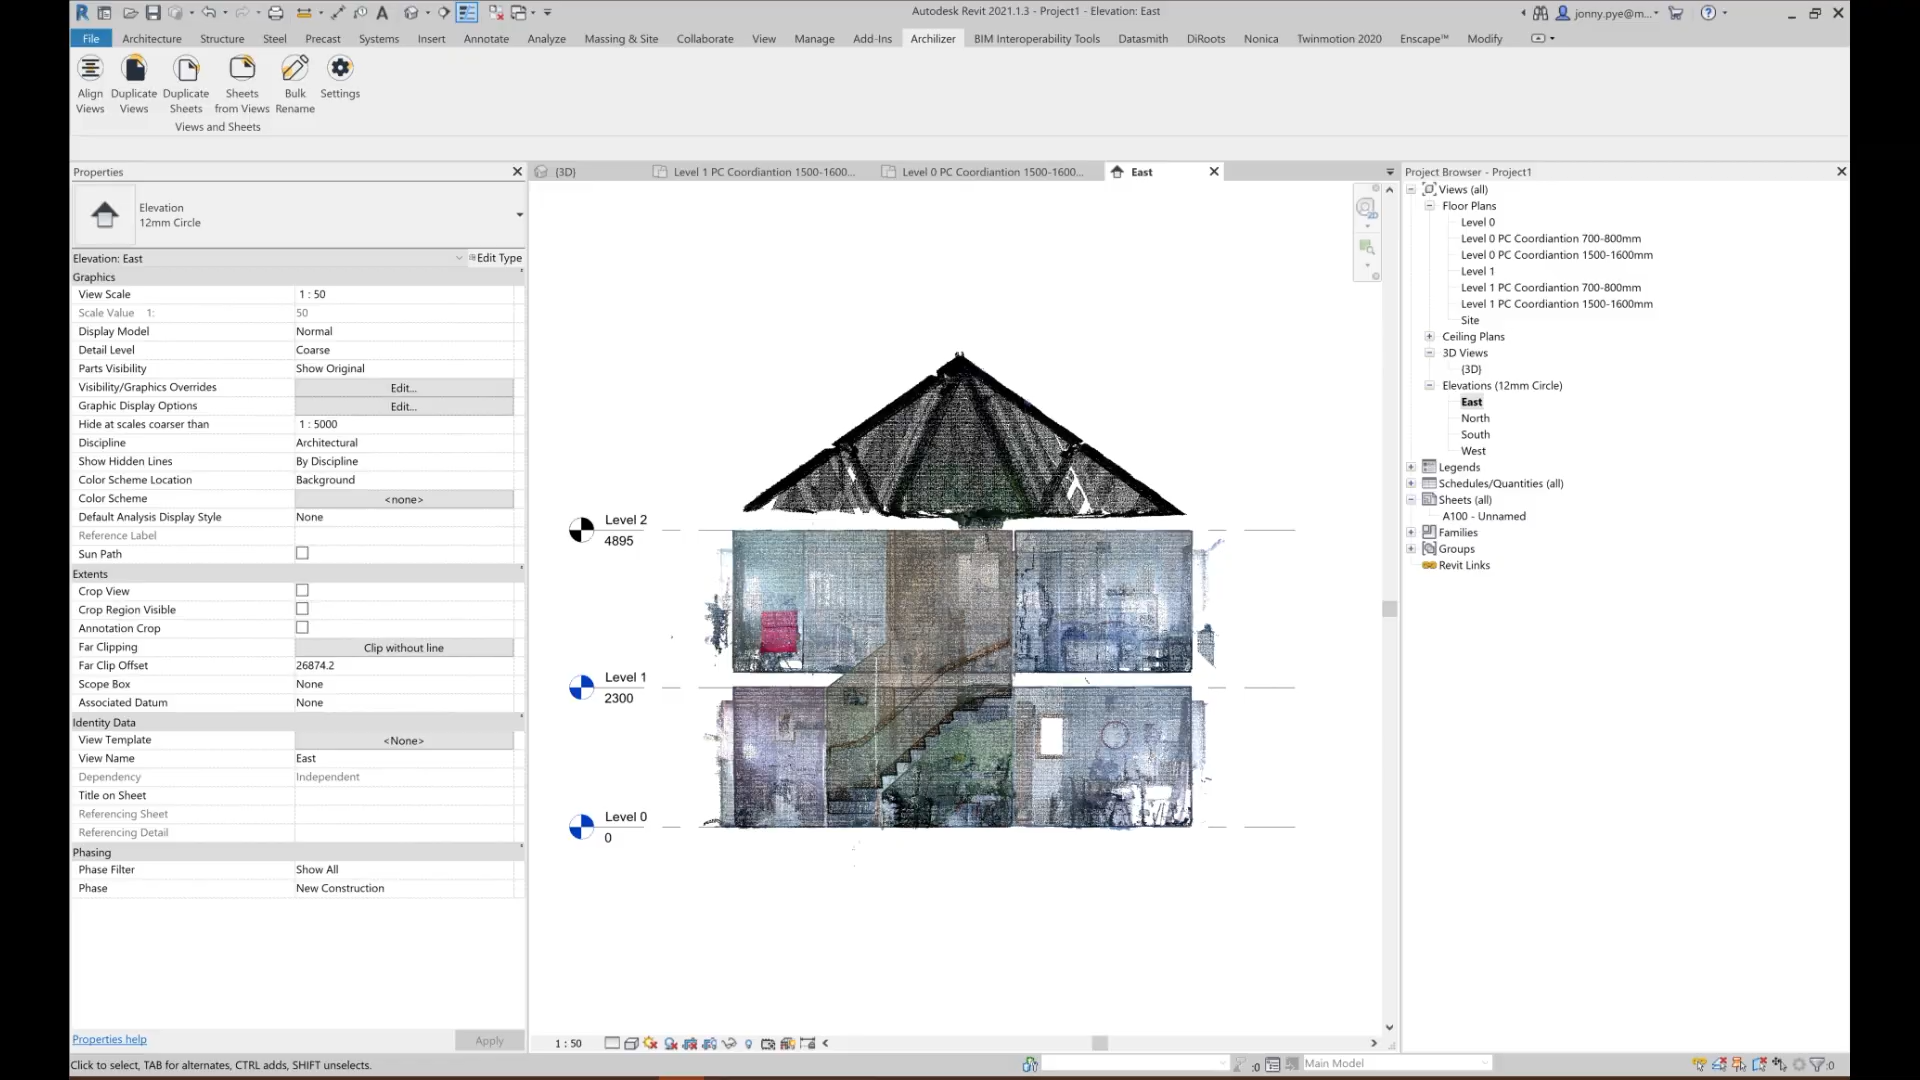 Autodesk Revit 2021.1.3 - Project1 - Elevation: East
jonny.pye@m...
File Architecture Structure Steel Precast Systems Insert Annotate Analyze Massing & Site Collaborate View Manage Add-Ins Archilizer BIM Interoperability Tools Datasmith DiRoots Nonica Twinmotion 2020 Enscape™ Modify
Align Views
Duplicate Views
Duplicate Sheets
Sheets from Views
Bulk Rename
Settings
Views and Sheets
Properties
Elevation
12mm Circle
Elevation: East
Edit Type
Graphics
View Scale 1 : 50
Scale Value 1: 50
Display Model Normal
Detail Level Coarse
Parts Visibility Show Original
Visibility/Graphics Overrides Edit...
Graphic Display Options Edit...
Hide at scales coarser than 1 : 5000
Discipline Architectural
Show Hidden Lines By Discipline
Color Scheme Location Background
Color Scheme <none>
Default Analysis Display Style None
Reference Label
Sun Path
Extents
Crop View
Crop Region Visible
Annotation Crop
Far Clipping Clip without line
Far Clip Offset 26874.2
Scope Box None
Associated Datum None
Identity Data
View Template <None>
View Name East
Dependency Independent
Title on Sheet
Referencing Sheet
Referencing Detail
Phasing
Phase Filter Show All
Phase New Construction
Properties help
Apply
{3D}
Level 1 PC Coordiantion 1500-1600...
Level 0 PC Coordiantion 1500-1600...
East
Level 2
4895
Level 1
2300
Level 0
0
1 : 50
Project Browser - Project1
Views (all)
Floor Plans
Level 0
Level 0 PC Coordiantion 700-800mm
Level 0 PC Coordiantion 1500-1600mm
Level 1
Level 1 PC Coordiantion 700-800mm
Level 1 PC Coordiantion 1500-1600mm
Site
Ceiling Plans
3D Views
{3D}
Elevations (12mm Circle)
East
North
South
West
Legends
Schedules/Quantities (all)
Sheets (all)
A100 - Unnamed
Families
Groups
Revit Links
Click to select, TAB for alternates, CTRL adds, SHIFT unselects.
:0
Main Model
:0